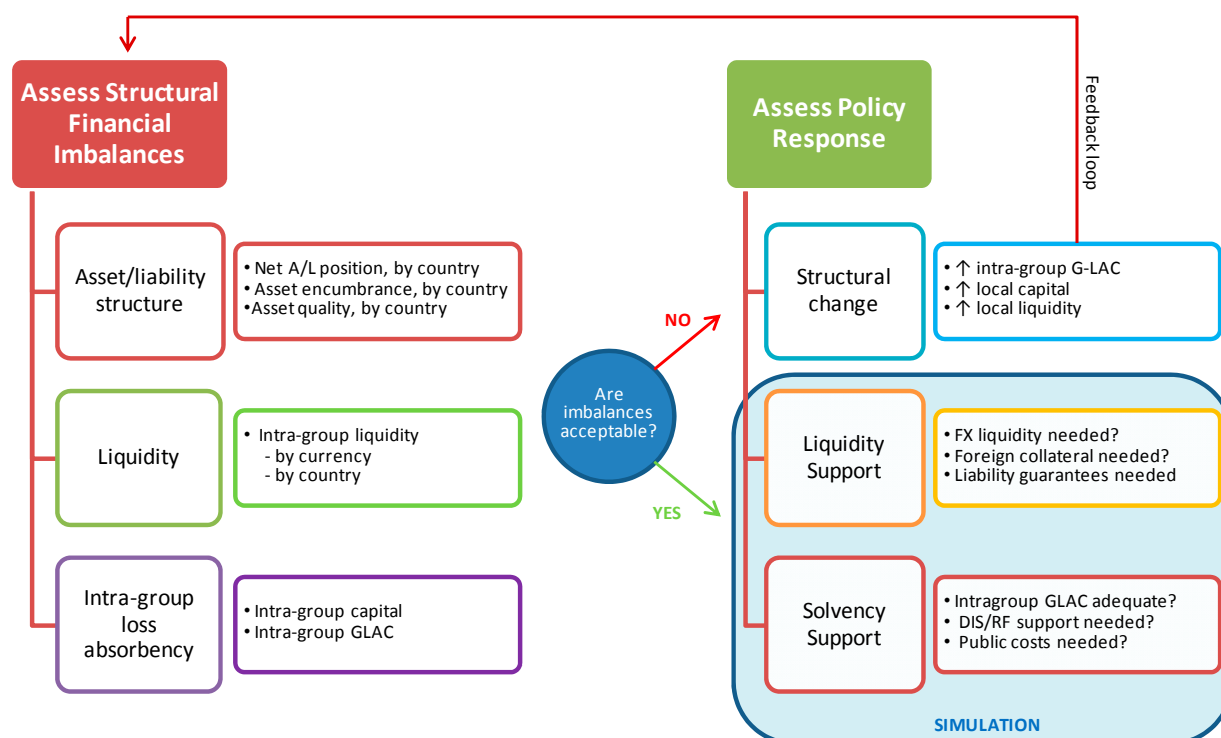 Assess Structural
Financial
Imbalances
Asset/liability
structure
• Net A/L position, by country
• Asset encumbrance, by country
• Asset quality, by country
Liquidity
• Intra-group liquidity
- by currency
- by country
Intra-group
loss
absorbency
• Intra-group capital
• Intra-group GLAC
Are
imbalances
acceptable?
NO
YES
Assess Policy
Response
Feedback loop
Structural
change
• ↑ intra-group G-LAC
• ↑ local capital
• ↑ local liquidity
Liquidity
Support
• FX liquidity needed?
• Foreign collateral needed?
• Liability guarantees needed
Solvency
Support
• Intragroup GLAC adequate?
• DIS/RF support needed?
• Public costs needed?
SIMULATION